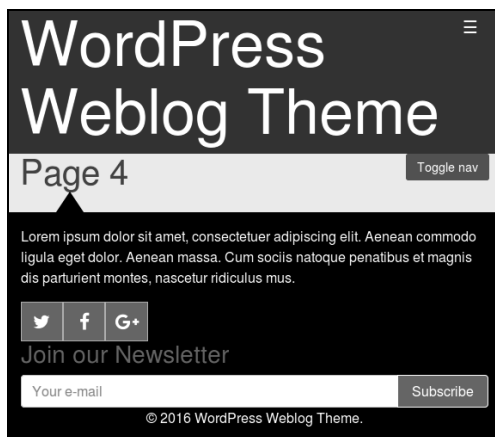 WordPress
Weblog Theme
Page 4
Toggle nav
Lorem ipsum dolor sit amet, consectetuer adipiscing elit. Aenean commodo
ligula eget dolor. Aenean massa. Cum sociis natoque penatibus et magnis
dis parturient montes, nascetur ridiculus mus.
Join our Newsletter
Your e-mail
Subscribe
© 2016 WordPress Weblog Theme.